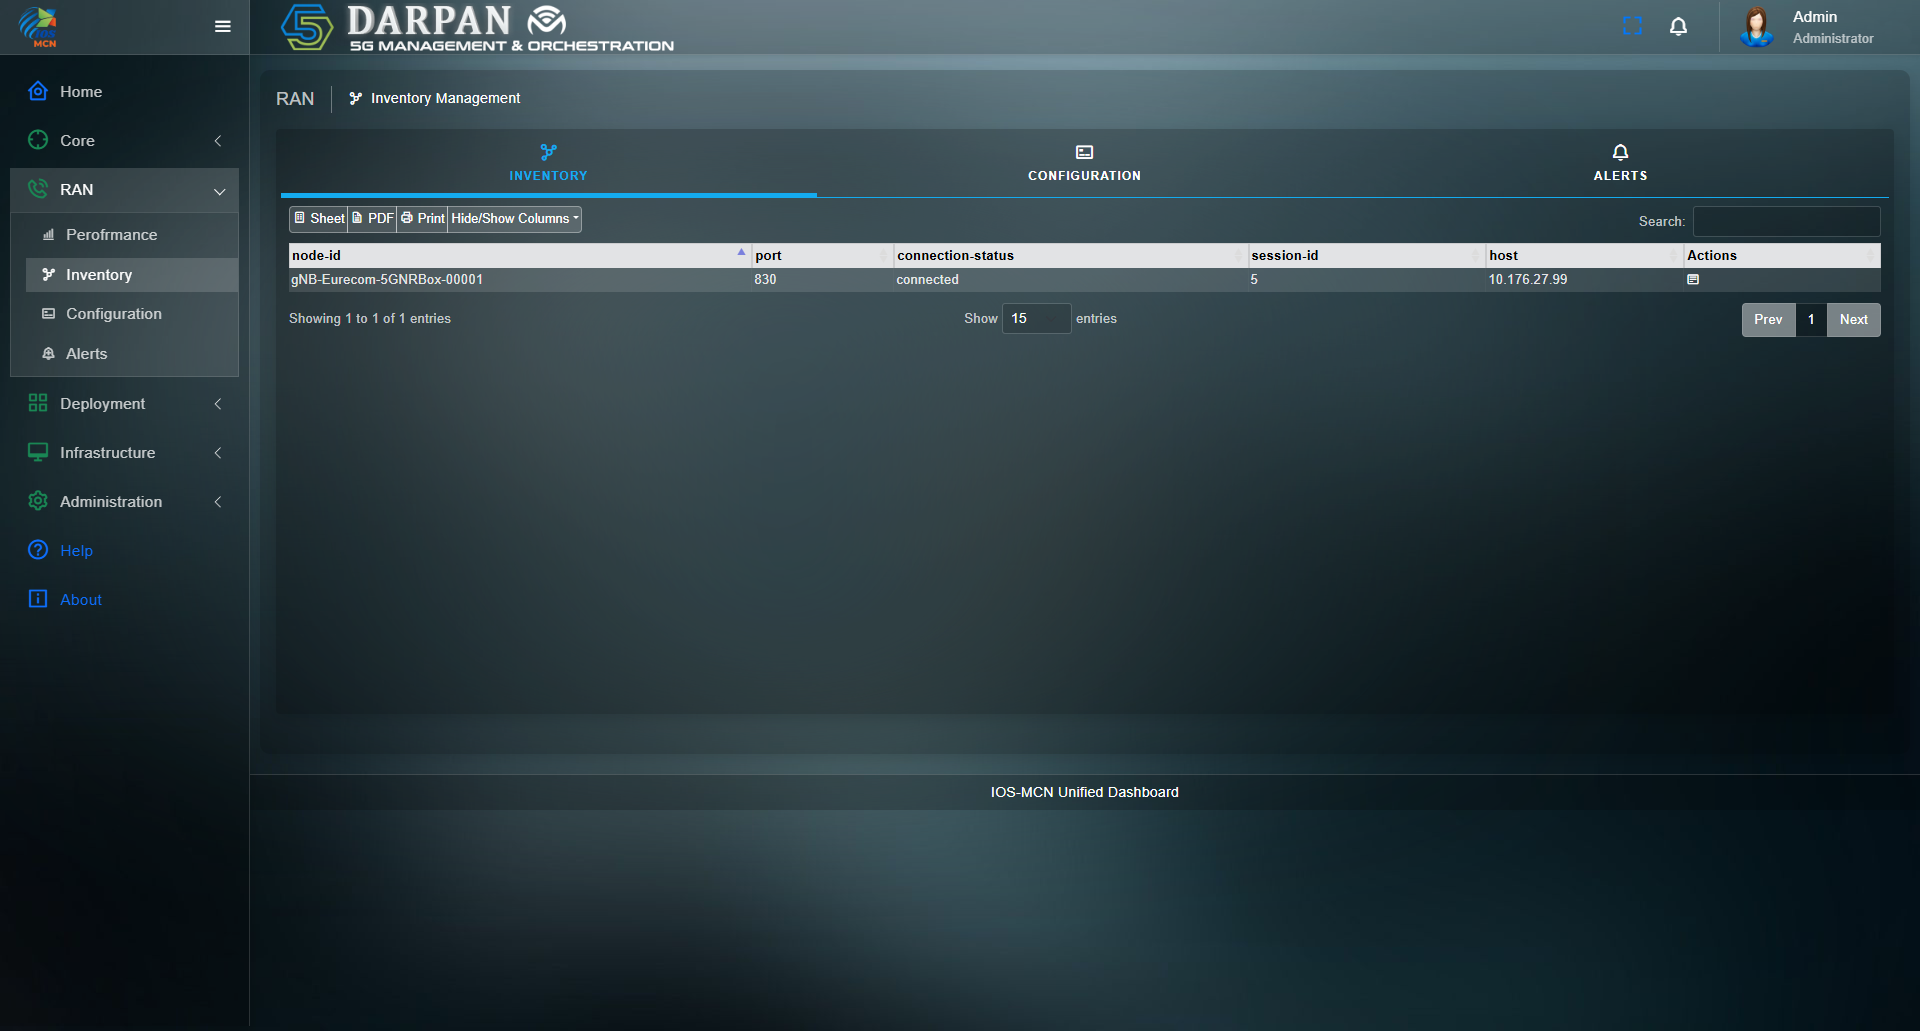 IOS
MCN
DARPAN
5G MANAGEMENT & ORCHESTRATION
Admin
Administrator
Home
Core
RAN
Perofrmance
Inventory
Configuration
Alerts
Deployment
Infrastructure
Administration
Help
About
RAN
Inventory Management
INVENTORY
CONFIGURATION
ALERTS
Sheet PDF Print Hide/Show Columns
Search:
node-id port connection-status session-id host Actions
gNB-Eurecom-5GNRBox-00001 830 connected 5 10.176.27.99
Showing 1 to 1 of 1 entries
Show 15 entries
Prev 1 Next
IOS-MCN Unified Dashboard